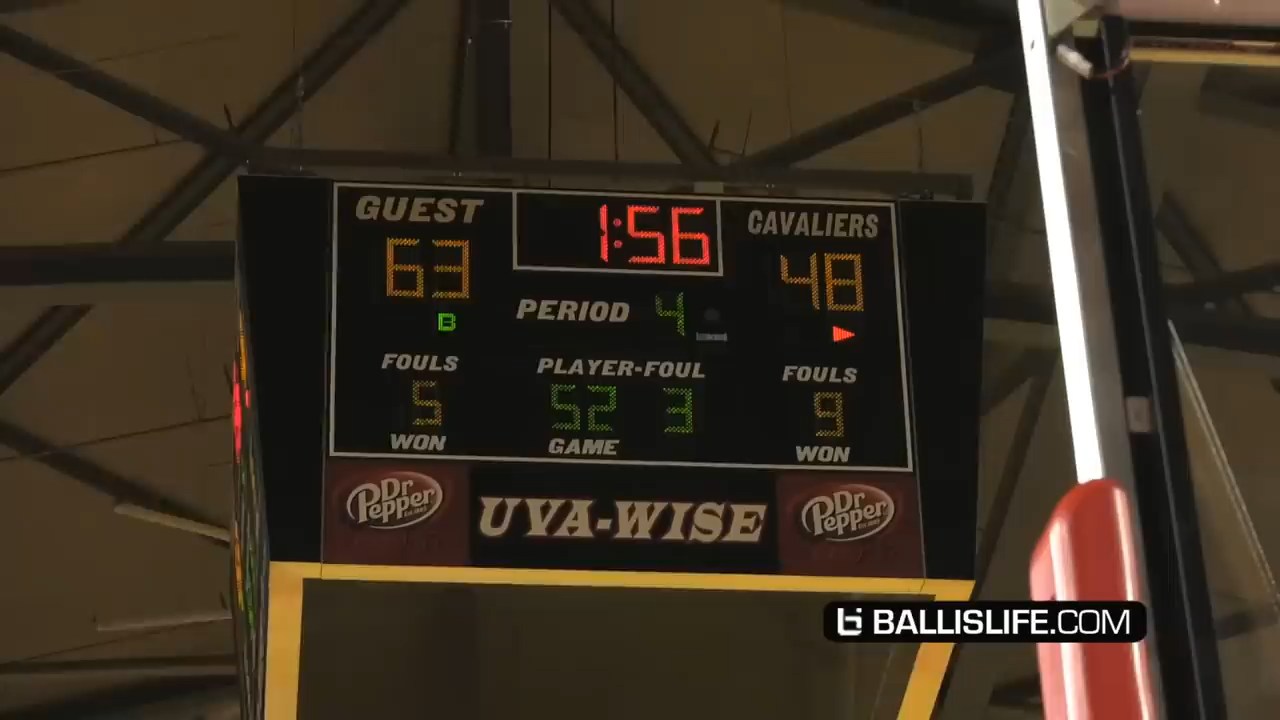 GUEST
1:56
CAVALIERS
63
48
PERIOD 4
B
FOULS
PLAYER-FOUL
FOULS
5
52 3
9
WON
GAME
WON
Dr Pepper
UVA-WISE
Dr Pepper
BALLISLIFE.COM